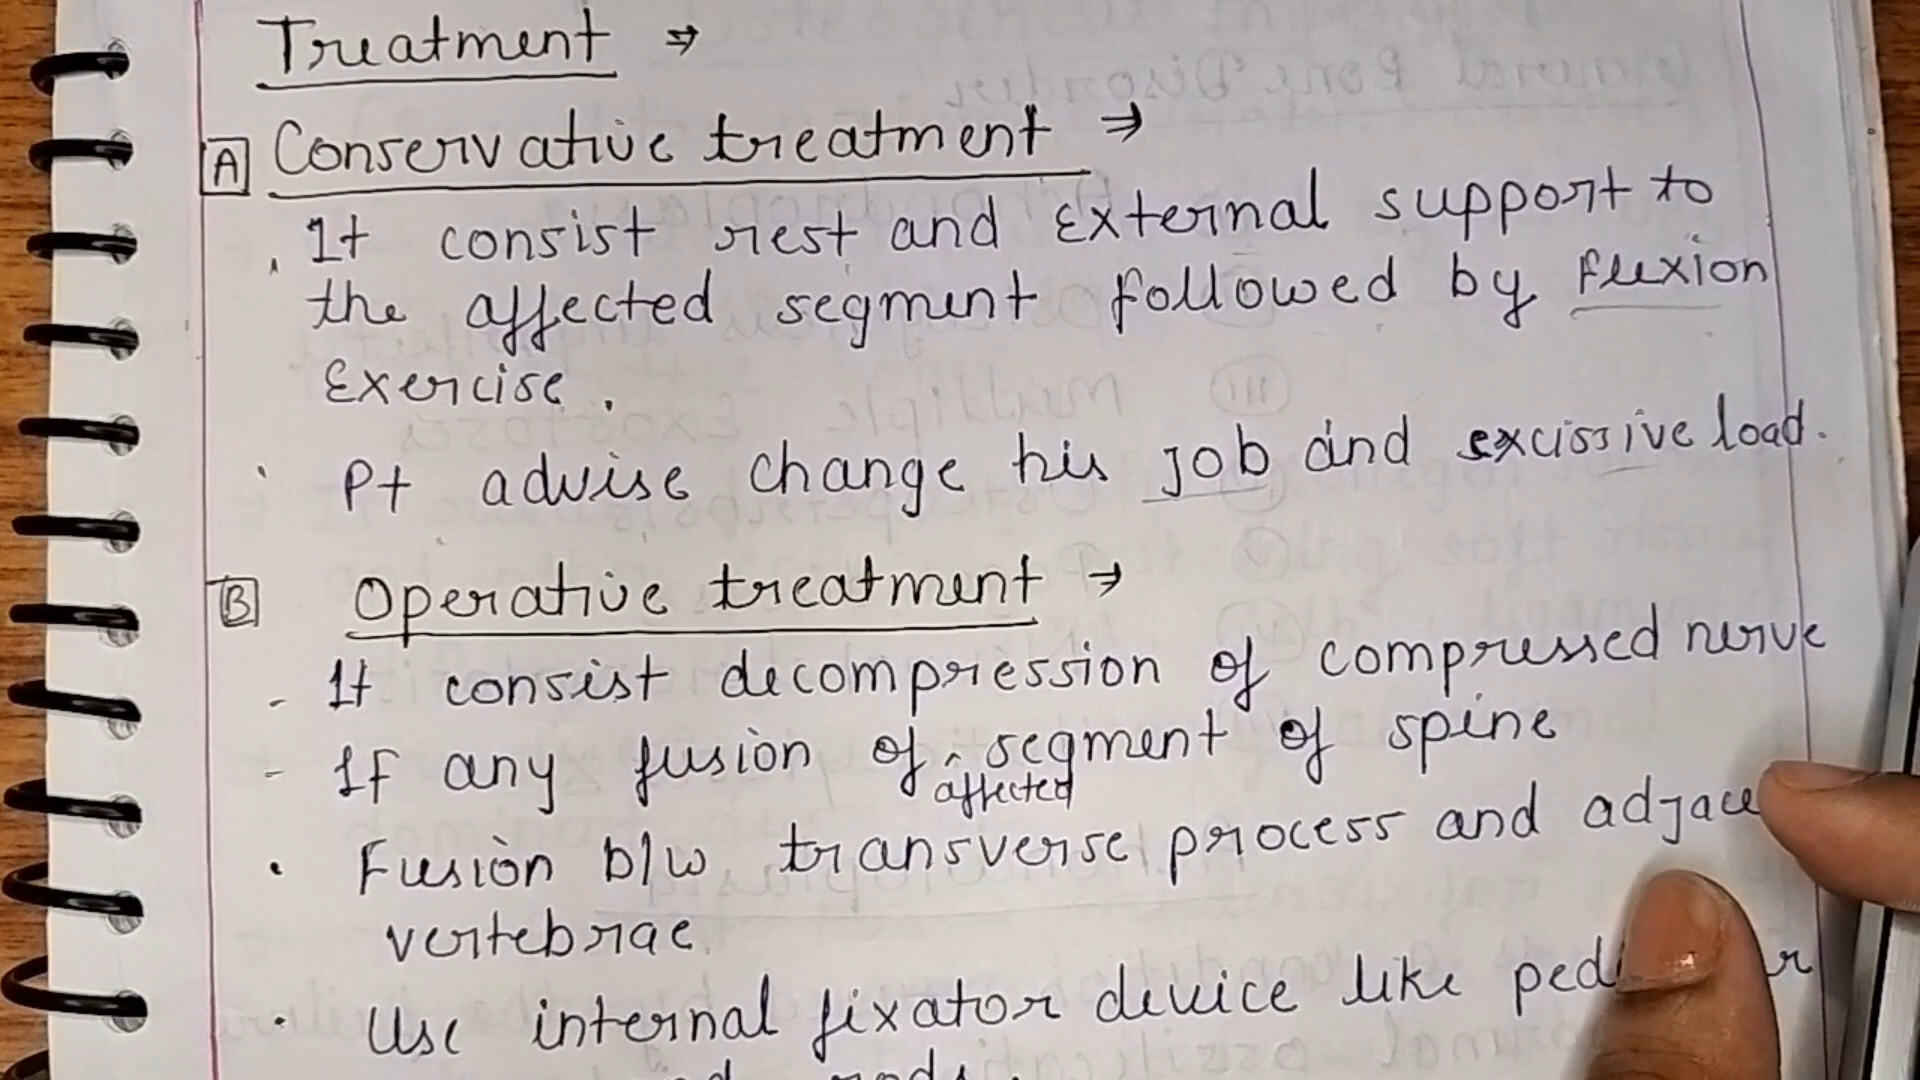 Treatment ⇒
A Conservative treatment →
. It consist rest and External support to
the affected segment followed by flexion
Exercise.
. Pt advise change his job and excissive load.
B Operative treatment →
- It consist decompression of compressed nerve
- If any fusion of affected segment of spine
. Fusion b/w transverse process and
vertebrae
. Use internal fixator device like
rods.